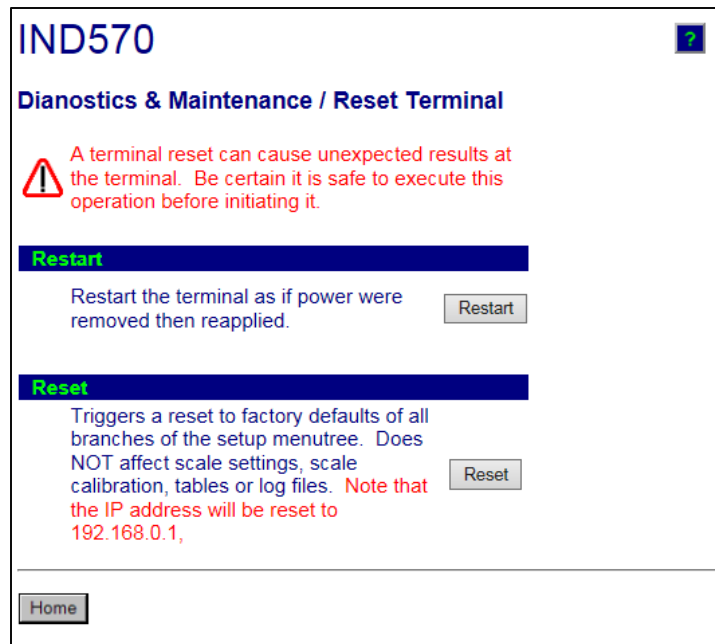 IND570
?
Dianostics & Maintenance / Reset Terminal
A terminal reset can cause unexpected results at
the terminal. Be certain it is safe to execute this
operation before initiating it.
Restart
Restart the terminal as if power were
removed then reapplied.
Restart
Reset
Triggers a reset to factory defaults of all
branches of the setup menutree. Does
NOT affect scale settings, scale
calibration, tables or log files. Note that
the IP address will be reset to
192.168.0.1,
Reset
Home